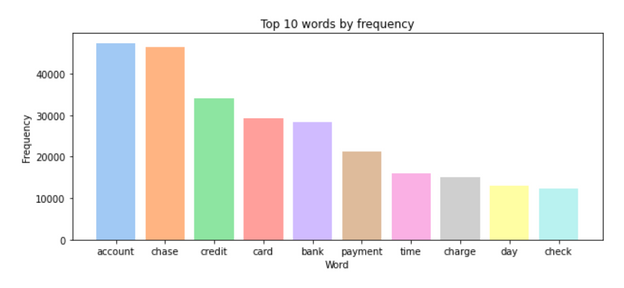 Top 10 words by frequency
Frequency
40000
30000
20000
10000
0
account chase credit card bank payment time charge day check
Word